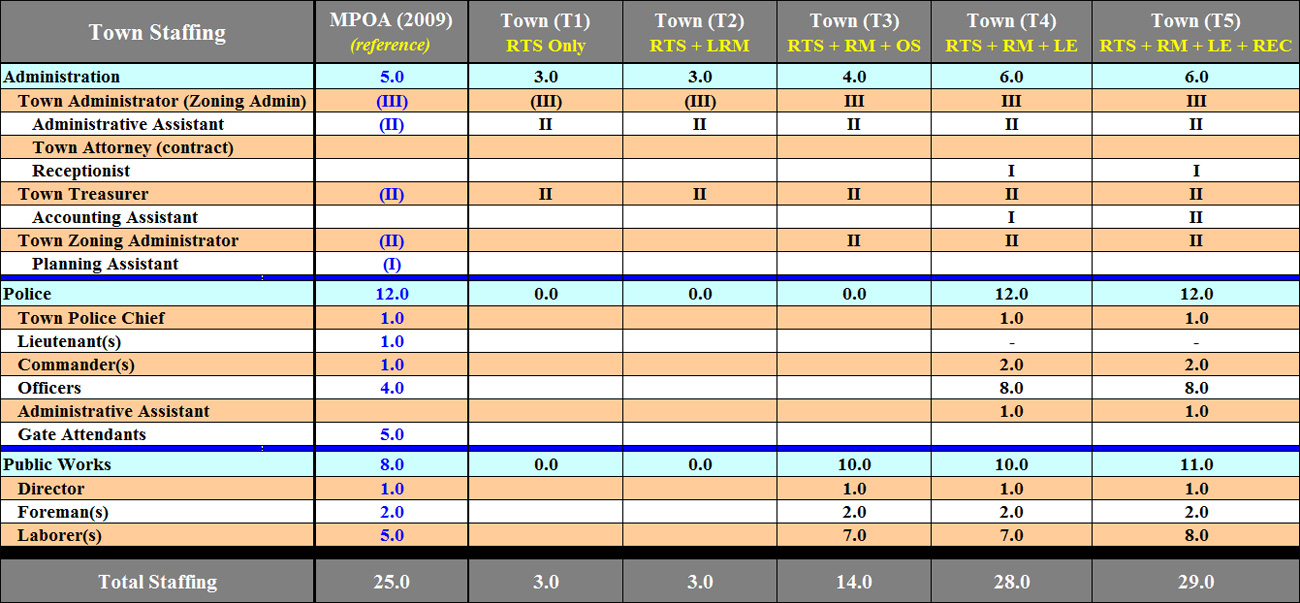 Town Staffing MPOA (2009) (reference) Town (T1) RTS Only Town (T2) RTS + LRM Town (T3) RTS + RM + OS Town (T4) RTS + RM + LE Town (T5) RTS + RM + LE + REC
Administration 5.0 3.0 3.0 4.0 6.0 6.0
Town Administrator (Zoning Admin) (III) (III) (III) III III III
Administrative Assistant (II) II II II II II
Town Attorney (contract)
Receptionist I I
Town Treasurer (II) II II II II II
Accounting Assistant I II
Town Zoning Administrator (II) II II II
Planning Assistant (I)
Police 12.0 0.0 0.0 0.0 12.0 12.0
Town Police Chief 1.0 1.0 1.0
Lieutenant(s) 1.0 - -
Commander(s) 1.0 2.0 2.0
Officers 4.0 8.0 8.0
Administrative Assistant 1.0 1.0
Gate Attendants 5.0
Public Works 8.0 0.0 0.0 10.0 10.0 11.0
Director 1.0 1.0 1.0 1.0
Foreman(s) 2.0 2.0 2.0 2.0
Laborer(s) 5.0 7.0 7.0 8.0
Total Staffing 25.0 3.0 3.0 14.0 28.0 29.0